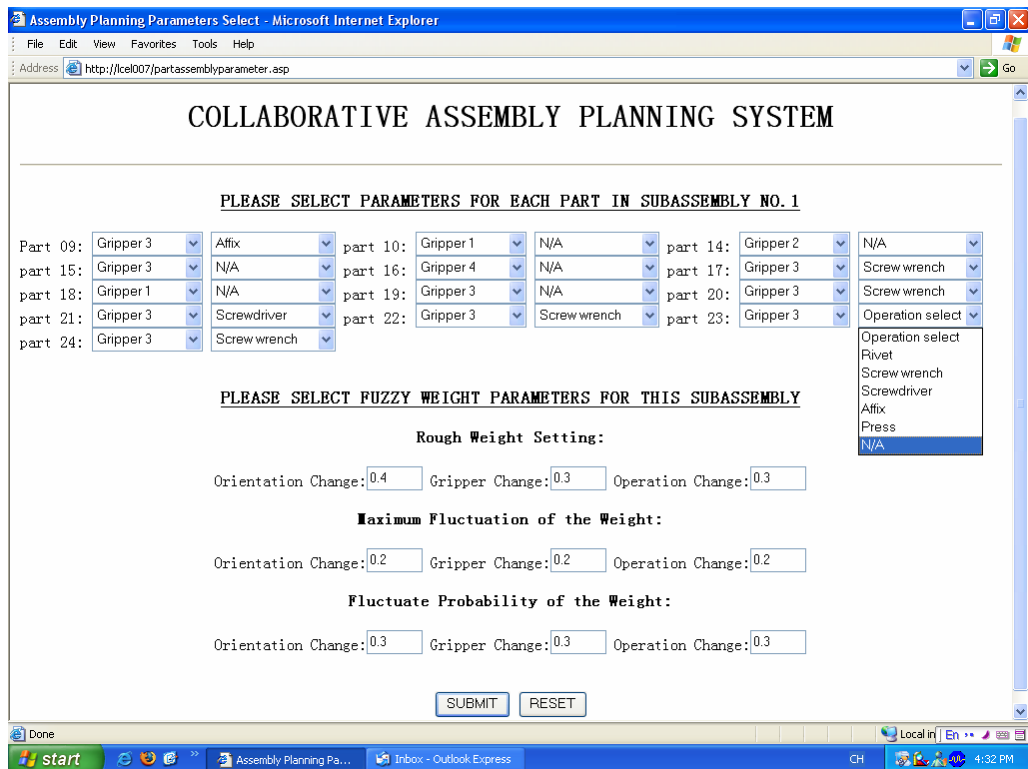 Assembly Planning Parameters Select - Microsoft Internet Explorer
File Edit View Favorites Tools Help
Address http://lcel007/partassemblyparameter.asp Go
COLLABORATIVE ASSEMBLY PLANNING SYSTEM
PLEASE SELECT PARAMETERS FOR EACH PART IN SUBASSEMBLY NO.1
Part 09: Gripper 3 Affix part 10: Gripper 1 N/A part 14: Gripper 2 N/A
part 15: Gripper 3 N/A part 16: Gripper 4 N/A part 17: Gripper 3 Screw wrench
part 18: Gripper 1 N/A part 19: Gripper 3 N/A part 20: Gripper 3 Screw wrench
part 21: Gripper 3 Screwdriver part 22: Gripper 3 Screw wrench part 23: Gripper 3 Operation select
part 24: Gripper 3 Screw wrench
Operation select
Rivet
Screw wrench
Screwdriver
Affix
Press
N/A
PLEASE SELECT FUZZY WEIGHT PARAMETERS FOR THIS SUBASSEMBLY
Rough Weight Setting:
Orientation Change: 0.4 Gripper Change: 0.3 Operation Change: 0.3
Maximum Fluctuation of the Weight:
Orientation Change: 0.2 Gripper Change: 0.2 Operation Change: 0.2
Fluctuate Probability of the Weight:
Orientation Change: 0.3 Gripper Change: 0.3 Operation Change: 0.3
SUBMIT RESET
Done Local in En
start Assembly Planning Pa... Inbox - Outlook Express CH 4:32 PM